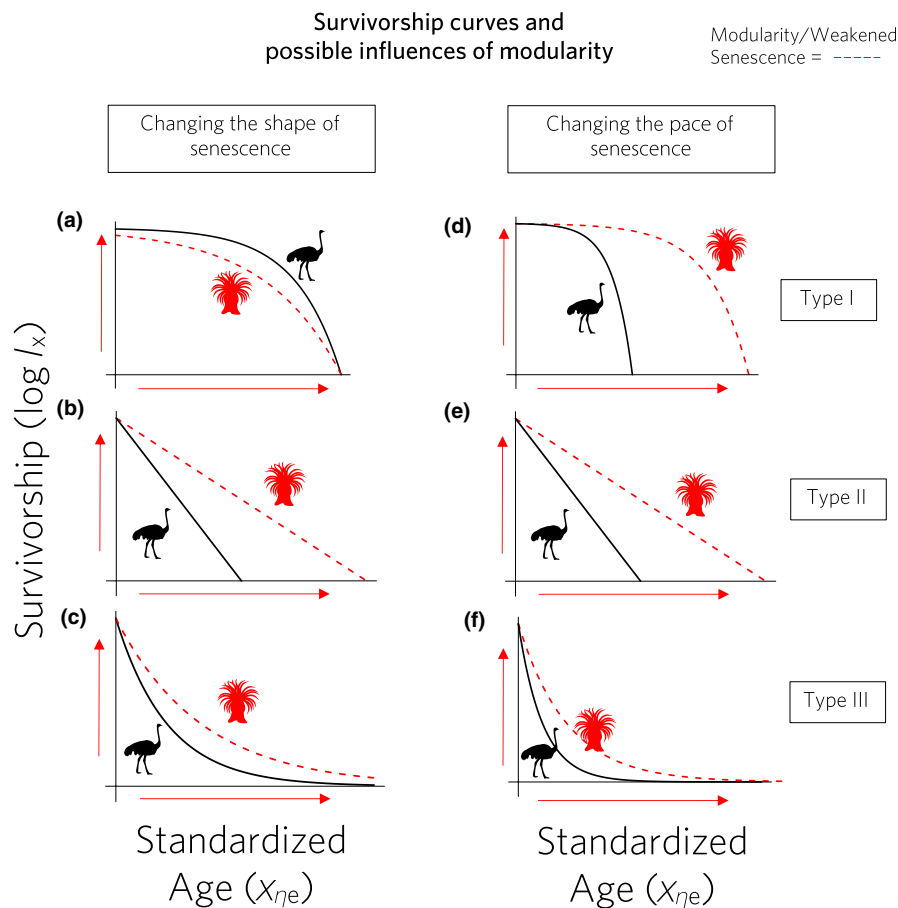 Survivorship curves and
possible influences of modularity
Modularity/Weakened
Senescence = -----
Changing the shape of
senescence
Changing the pace of
senescence
(a)
(d)
Type I
Survivorship (log lx)
(b)
(e)
Type II
(c)
(f)
Type III
Standardized
Age (xηe)
Standardized
Age (xηe)